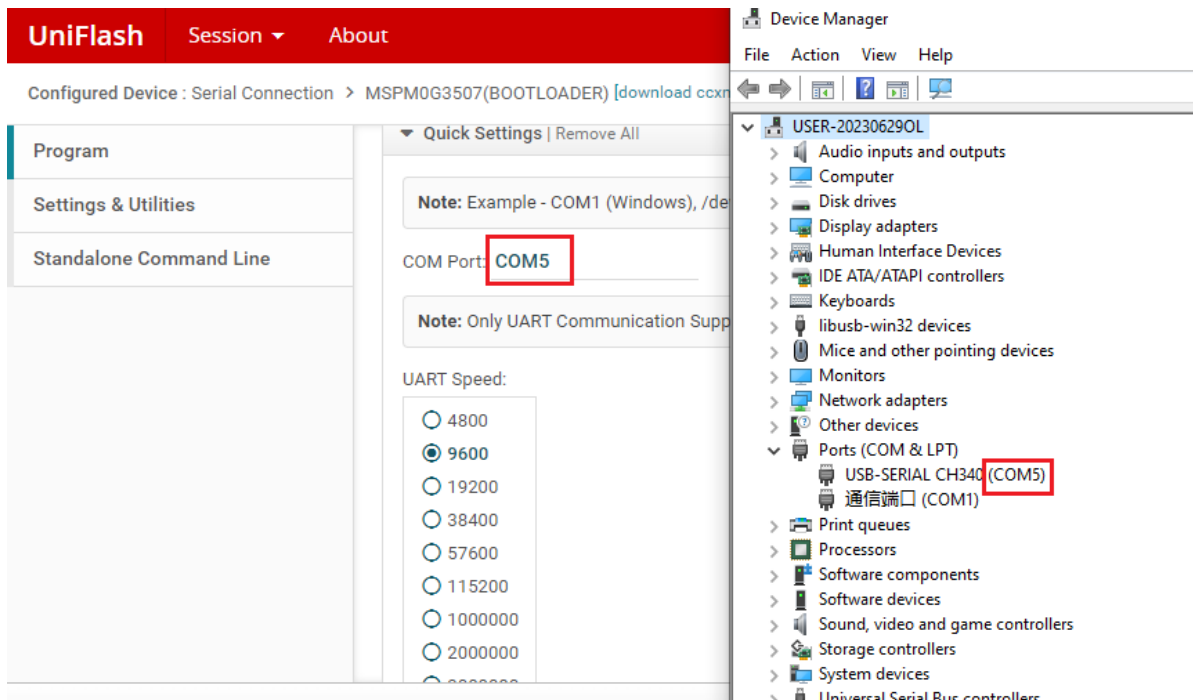 UniFlash Session About
Configured Device : Serial Connection > MSPM0G3507(BOOTLOADER) [download ccxn
Program
Settings & Utilities
Standalone Command Line
Quick Settings | Remove All
Note: Example - COM1 (Windows), /de
COM Port: COM5
Note: Only UART Communication Supp
UART Speed:
4800
9600
19200
38400
57600
115200
1000000
2000000
Device Manager
File Action View Help
USER-20230629OL
Audio inputs and outputs
Computer
Disk drives
Display adapters
Human Interface Devices
IDE ATA/ATAPI controllers
Keyboards
libusb-win32 devices
Mice and other pointing devices
Monitors
Network adapters
Other devices
Ports (COM & LPT)
USB-SERIAL CH340 (COM5)
通信端口 (COM1)
Print queues
Processors
Software components
Software devices
Sound, video and game controllers
Storage controllers
System devices
Universal Serial Bus controllers